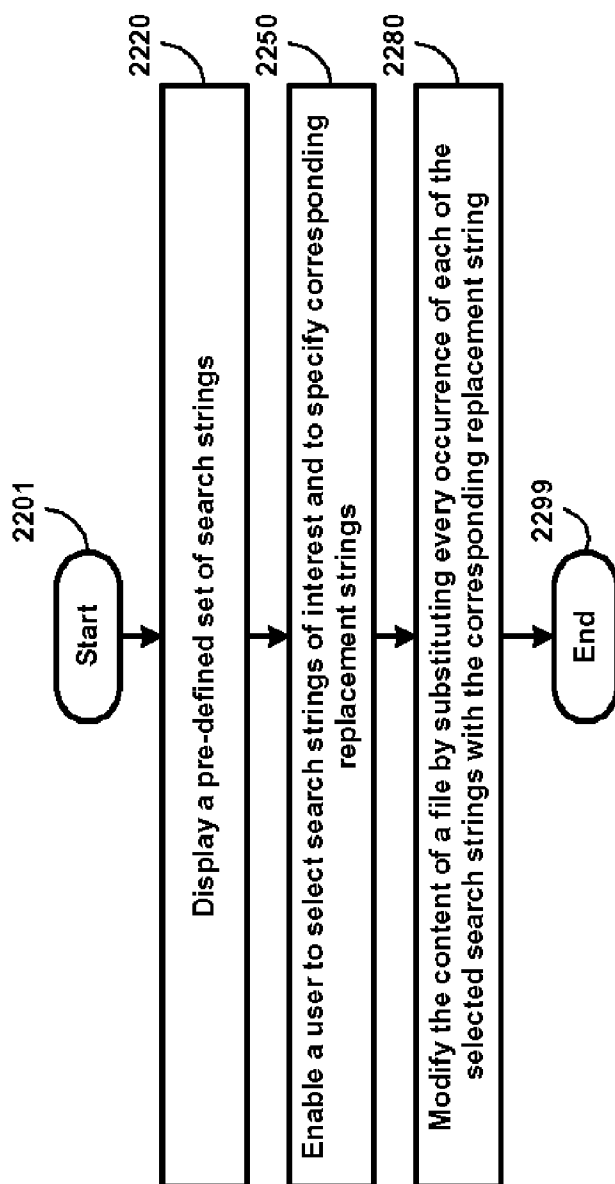 2201
Start
2220
Display a pre-defined set of search strings
2250
Enable a user to select search strings of interest and to specify corresponding
replacement strings
2280
Modify the content of a file by substituting every occurrence of each of the
selected search strings with the corresponding replacement string
2299
End